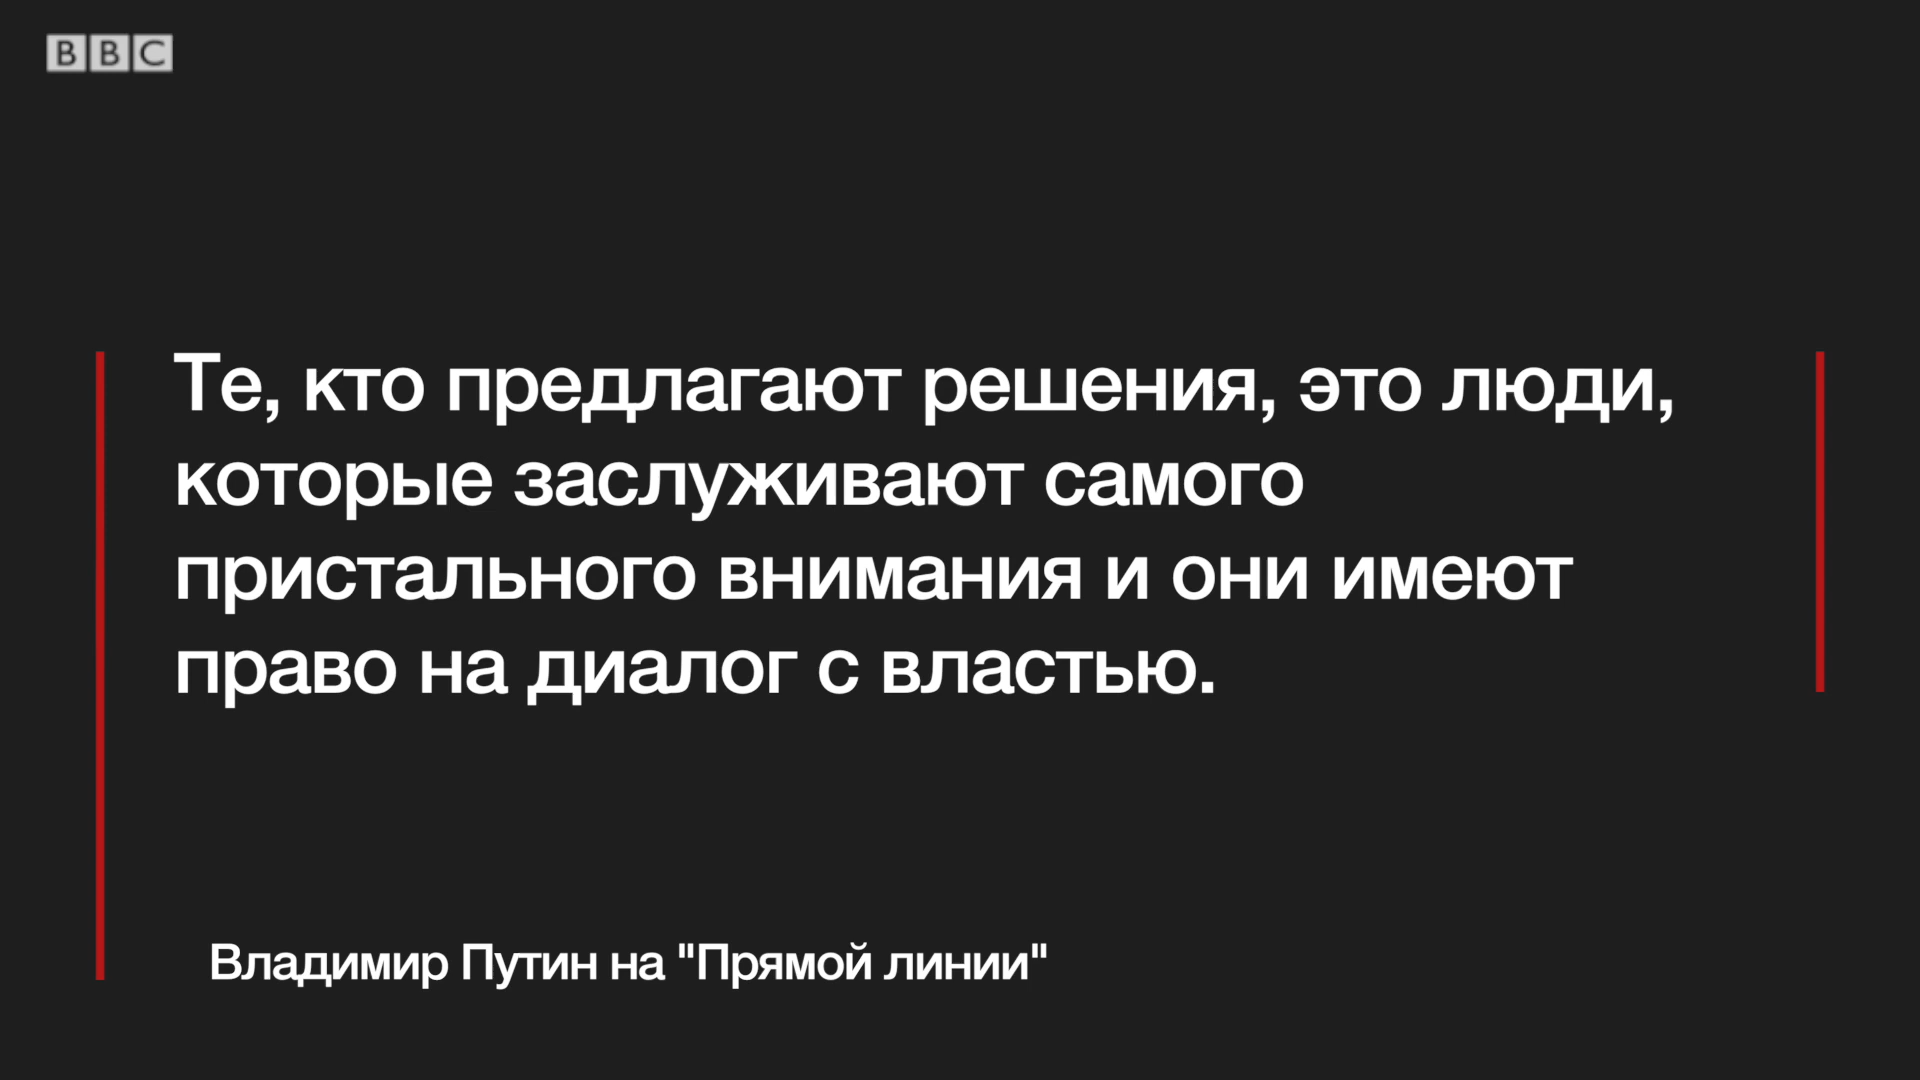 BBC
Те, кто предлагают решения, это люди,
которые заслуживают самого
пристального внимания и они имеют
право на диалог с властью.
Владимир Путин на "Прямой линии"